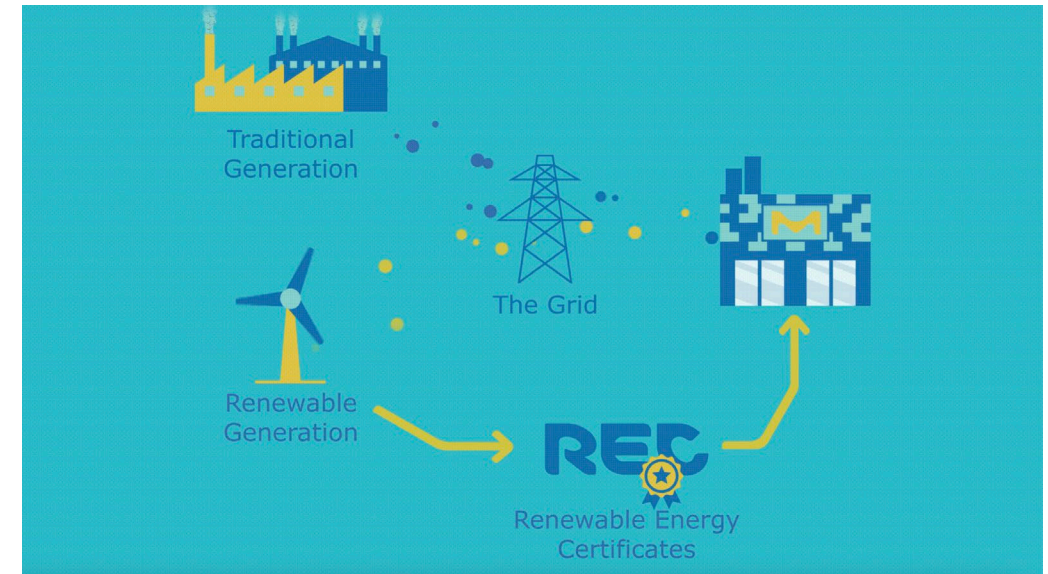 Traditional
Generation
The Grid
Renewable
Generation
REC
Renewable Energy
Certificates